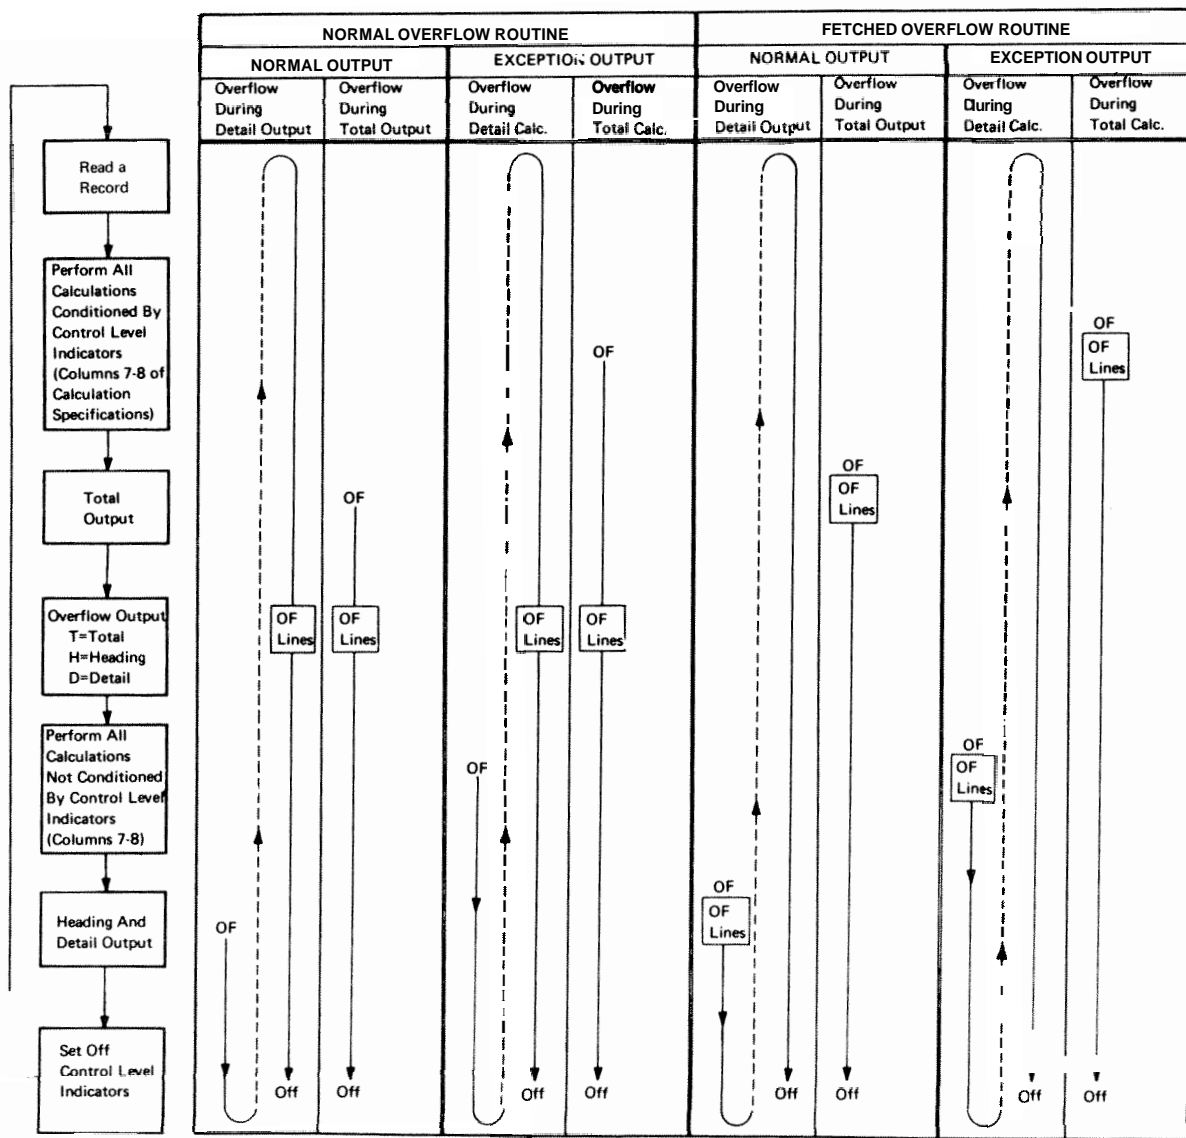 NORMAL OVERFLOW ROUTINE
FETCHED OVERFLOW ROUTINE
NORMAL OUTPUT
EXCEPTION OUTPUT
NORMAL OUTPUT
EXCEPTION OUTPUT
Overflow
During
Detail Output
Overflow
During
Total Output
Overflow
During
Detail Calc.
Overflow
During
Total Calc.
Overflow
During
Detail Output
Overflow
During
Total Output
Overflow
During
Detail Calc.
Overflow
During
Total Calc.
Read a
Record
Perform All
Calculations
Conditioned By
Control Level
Indicators
(Columns 7-8 of
Calculation
Specifications)
Total
Output
Overflow Output
T=Total
H=Heading
D=Detail
Perform All
Calculations
Not Conditioned
By Control Level
Indicators
(Columns 7-8)
Heading And
Detail Output
Set Off
Control Level
Indicators
OF
OF
Lines
Off
OF
OF
Lines
Off
OF
OF
Lines
Off
OF
OF
Lines
Off
OF
OF
Lines
Off
OF
OF
Lines
Off
OF
OF
Lines
Off
OF
OF
Lines
Off